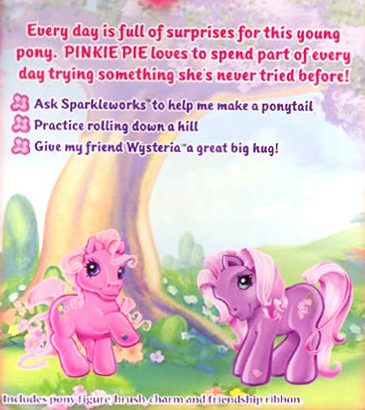 Every day is full of surprises for this young
pony. PINKIE PIE loves to spend part of every
day trying something she's never tried before!
Ask Sparkleworks™ to help me make a ponytail
Practice rolling down a hill
Give my friend Wysteria™ a great big hug!
Includes pony figure, brush, charm and friendship ribbon